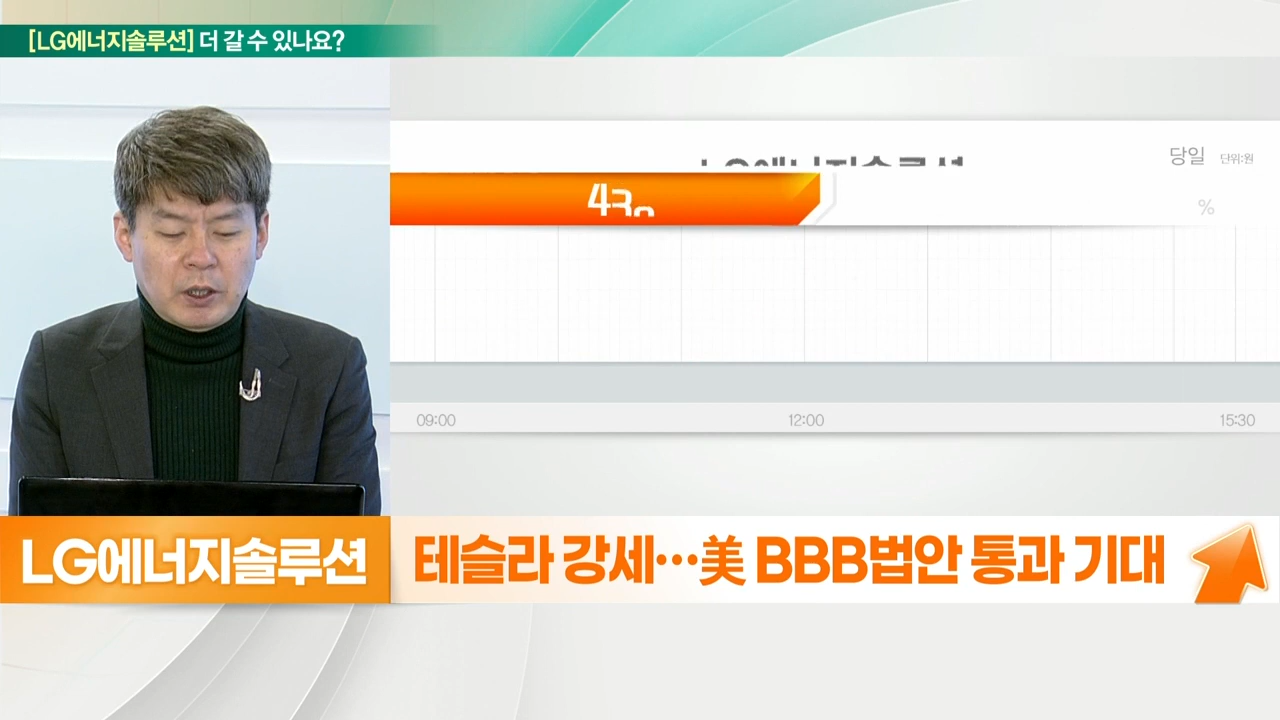 [LG에너지솔루션] 더 갈 수 있나요?
당일 단위:원
%
09:00 12:00 15:30
LG에너지솔루션
테슬라 강세…美 BBB법안 통과 기대